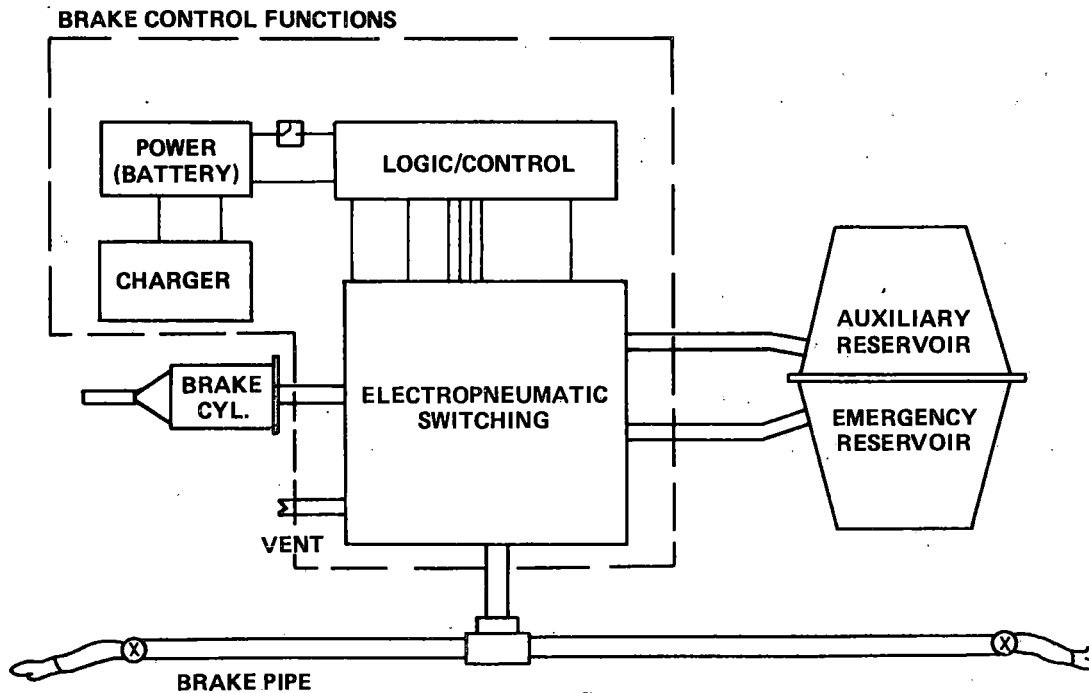 BRAKE CONTROL FUNCTIONS
POWER
(BATTERY)
LOGIC/CONTROL
CHARGER
AUXILIARY
RESERVOIR
BRAKE
CYL.
ELECTROPNEUMATIC
SWITCHING
EMERGENCY
RESERVOIR
VENT
BRAKE PIPE